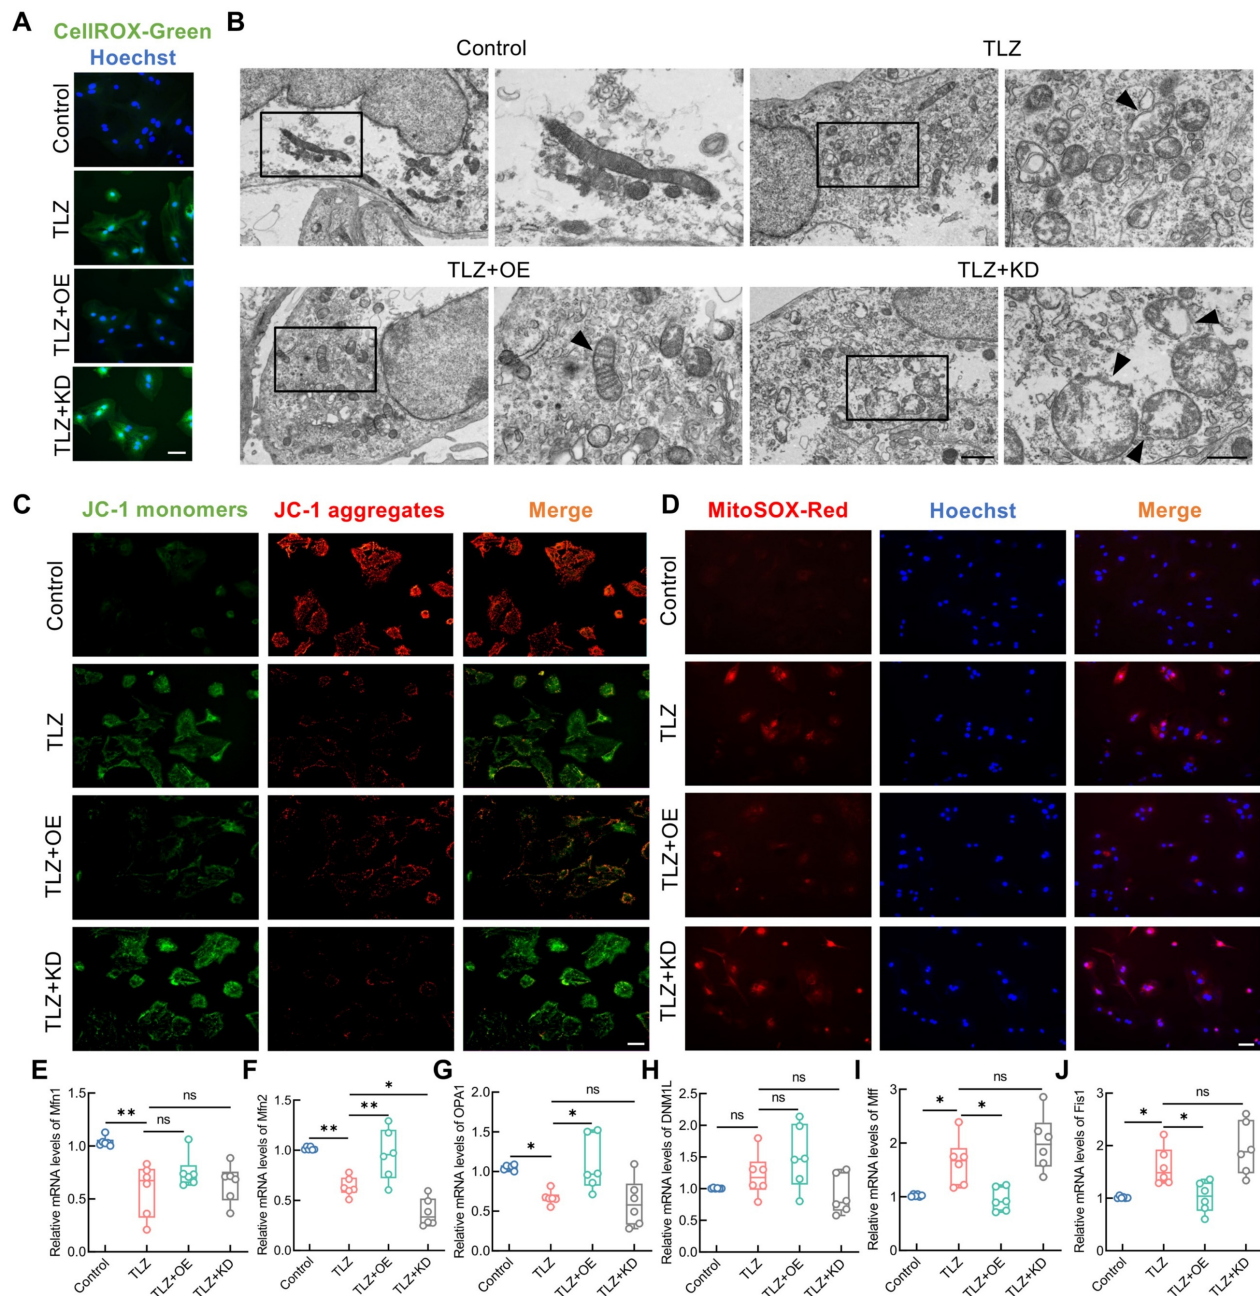 A
CellROX-Green
Hoechst
Control
TLZ
TLZ+OE
TLZ+KD
B
Control
TLZ
TLZ+OE
TLZ+KD
C
JC-1 monomers
JC-1 aggregates
Merge
Control
TLZ
TLZ+OE
TLZ+KD
D
MitoSOX-Red
Hoechst
Merge
Control
TLZ
TLZ+OE
TLZ+KD
E
Relative mRNA levels of Mfn1
1.5
1.0
0.5
0.0
**
ns
ns
Control
TLZ
TLZ+OE
TLZ+KD
F
Relative mRNA levels of Mfn2
1.5
1.0
0.5
0.0
**
**
*
Control
TLZ
TLZ+OE
TLZ+KD
G
Relative mRNA levels of OPA1
2.0
1.5
1.0
0.5
0.0
*
*
ns
Control
TLZ
TLZ+OE
TLZ+KD
H
Relative mRNA levels of DNM1L
2.5
2.0
1.5
1.0
0.5
0.0
ns
ns
ns
Control
TLZ
TLZ+OE
TLZ+KD
I
Relative mRNA levels of Mff
3
2
1
0
*
*
ns
Control
TLZ
TLZ+OE
TLZ+KD
J
Relative mRNA levels of Fis1
3
2
1
0
*
*
ns
Control
TLZ
TLZ+OE
TLZ+KD